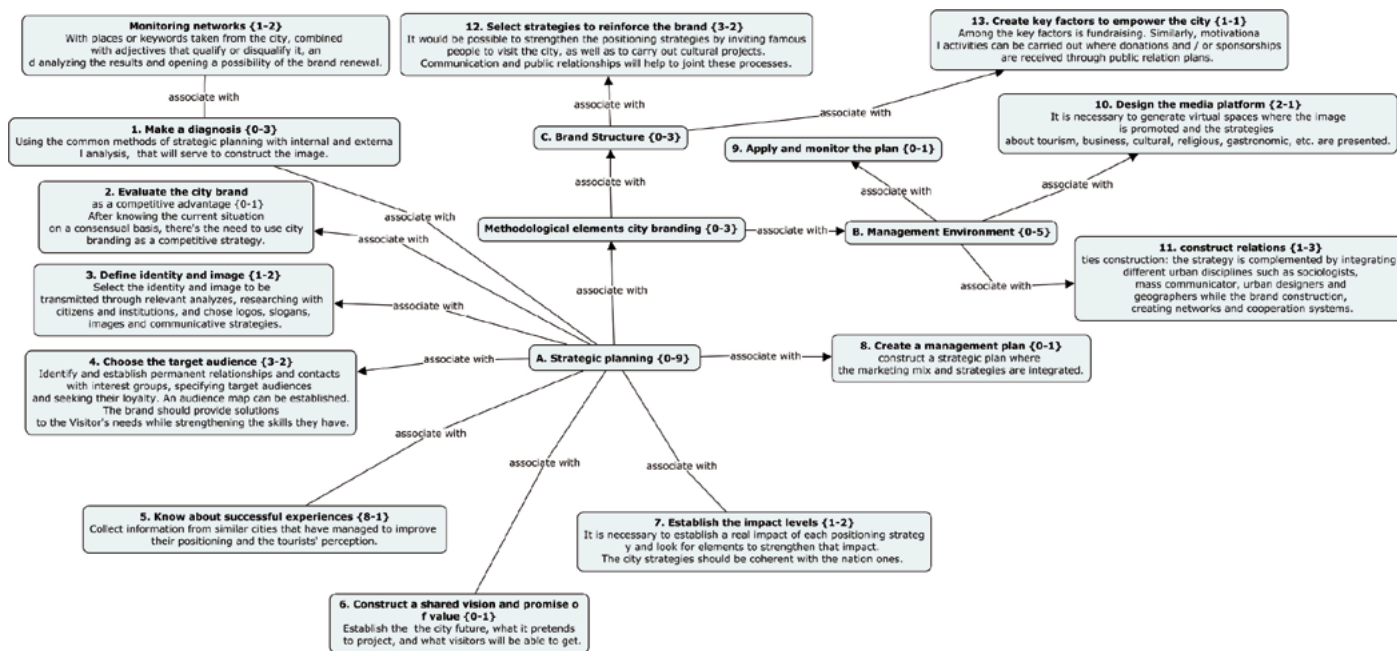 Monitoring networks {1-2}
With places or keywords taken from the city, combined
with adjectives that qualify or disqualify it, an
d analyzing the results and opening a possibility of the brand renewal.
associate with
1. Make a diagnosis {0-3}
Using the common methods of strategic planning with internal and externa
l analysis, that will serve to construct the image.
associate with
2. Evaluate the city brand
as a competitive advantage {0-1}
After knowing the current situation
on a consensual basis, there's the need to use city
branding as a competitive strategy.
associate with
3. Define identity and image {1-2}
Select the identity and image to be
transmitted through relevant analyzes, researching with
citizens and institutions, and chose logos, slogans,
images and communicative strategies.
associate with
4. Choose the target audience {3-2}
Identify and establish permanent relationships and contacts
with interest groups, specifying target audiences
and seeking their loyalty. An audience map can be established.
The brand should provide solutions
to the Visitor's needs while strengthening the skills they have.
associate with
A. Strategic planning {0-9}
associate with
5. Know about successful experiences {8-1}
Collect information from similar cities that have managed to improve
their positioning and the tourists' perception.
associate with
6. Construct a shared vision and promise o
f value {0-1}
Establish the the city future, what it pretends
to project, and what visitors will be able to get.
associate with
7. Establish the impact levels {1-2}
It is necessary to establish a real impact of each positioning strateg
y and look for elements to strengthen that impact.
The city strategies should be coherent with the nation ones.
associate with
8. Create a management plan {0-1}
construct a strategic plan where
the marketing mix and strategies are integrated.
associate with
Methodological elements city branding {0-3}
associate with
B. Management Environment {0-5}
associate with
9. Apply and monitor the plan {0-1}
associate with
10. Design the media platform {2-1}
It is necessary to generate virtual spaces where the image
is promoted and the strategies
about tourism, business, cultural, religious, gastronomic, etc. are presented.
associate with
11. construct relations {1-3}
ties construction: the strategy is complemented by integrating
different urban disciplines such as sociologists,
mass communicator, urban designers and
geographers while the brand construction,
creating networks and cooperation systems.
associate with
C. Brand Structure {0-3}
associate with
12. Select strategies to reinforce the brand {3-2}
It would be possible to strengthen the positioning strategies by inviting famous
people to visit the city, as well as to carry out cultural projects.
Communication and public relationships will help to joint these processes.
associate with
13. Create key factors to empower the city {1-1}
Among the key factors is fundraising. Similarly, motivationa
l activities can be carried out where donations and / or sponsorships
are received through public relation plans.